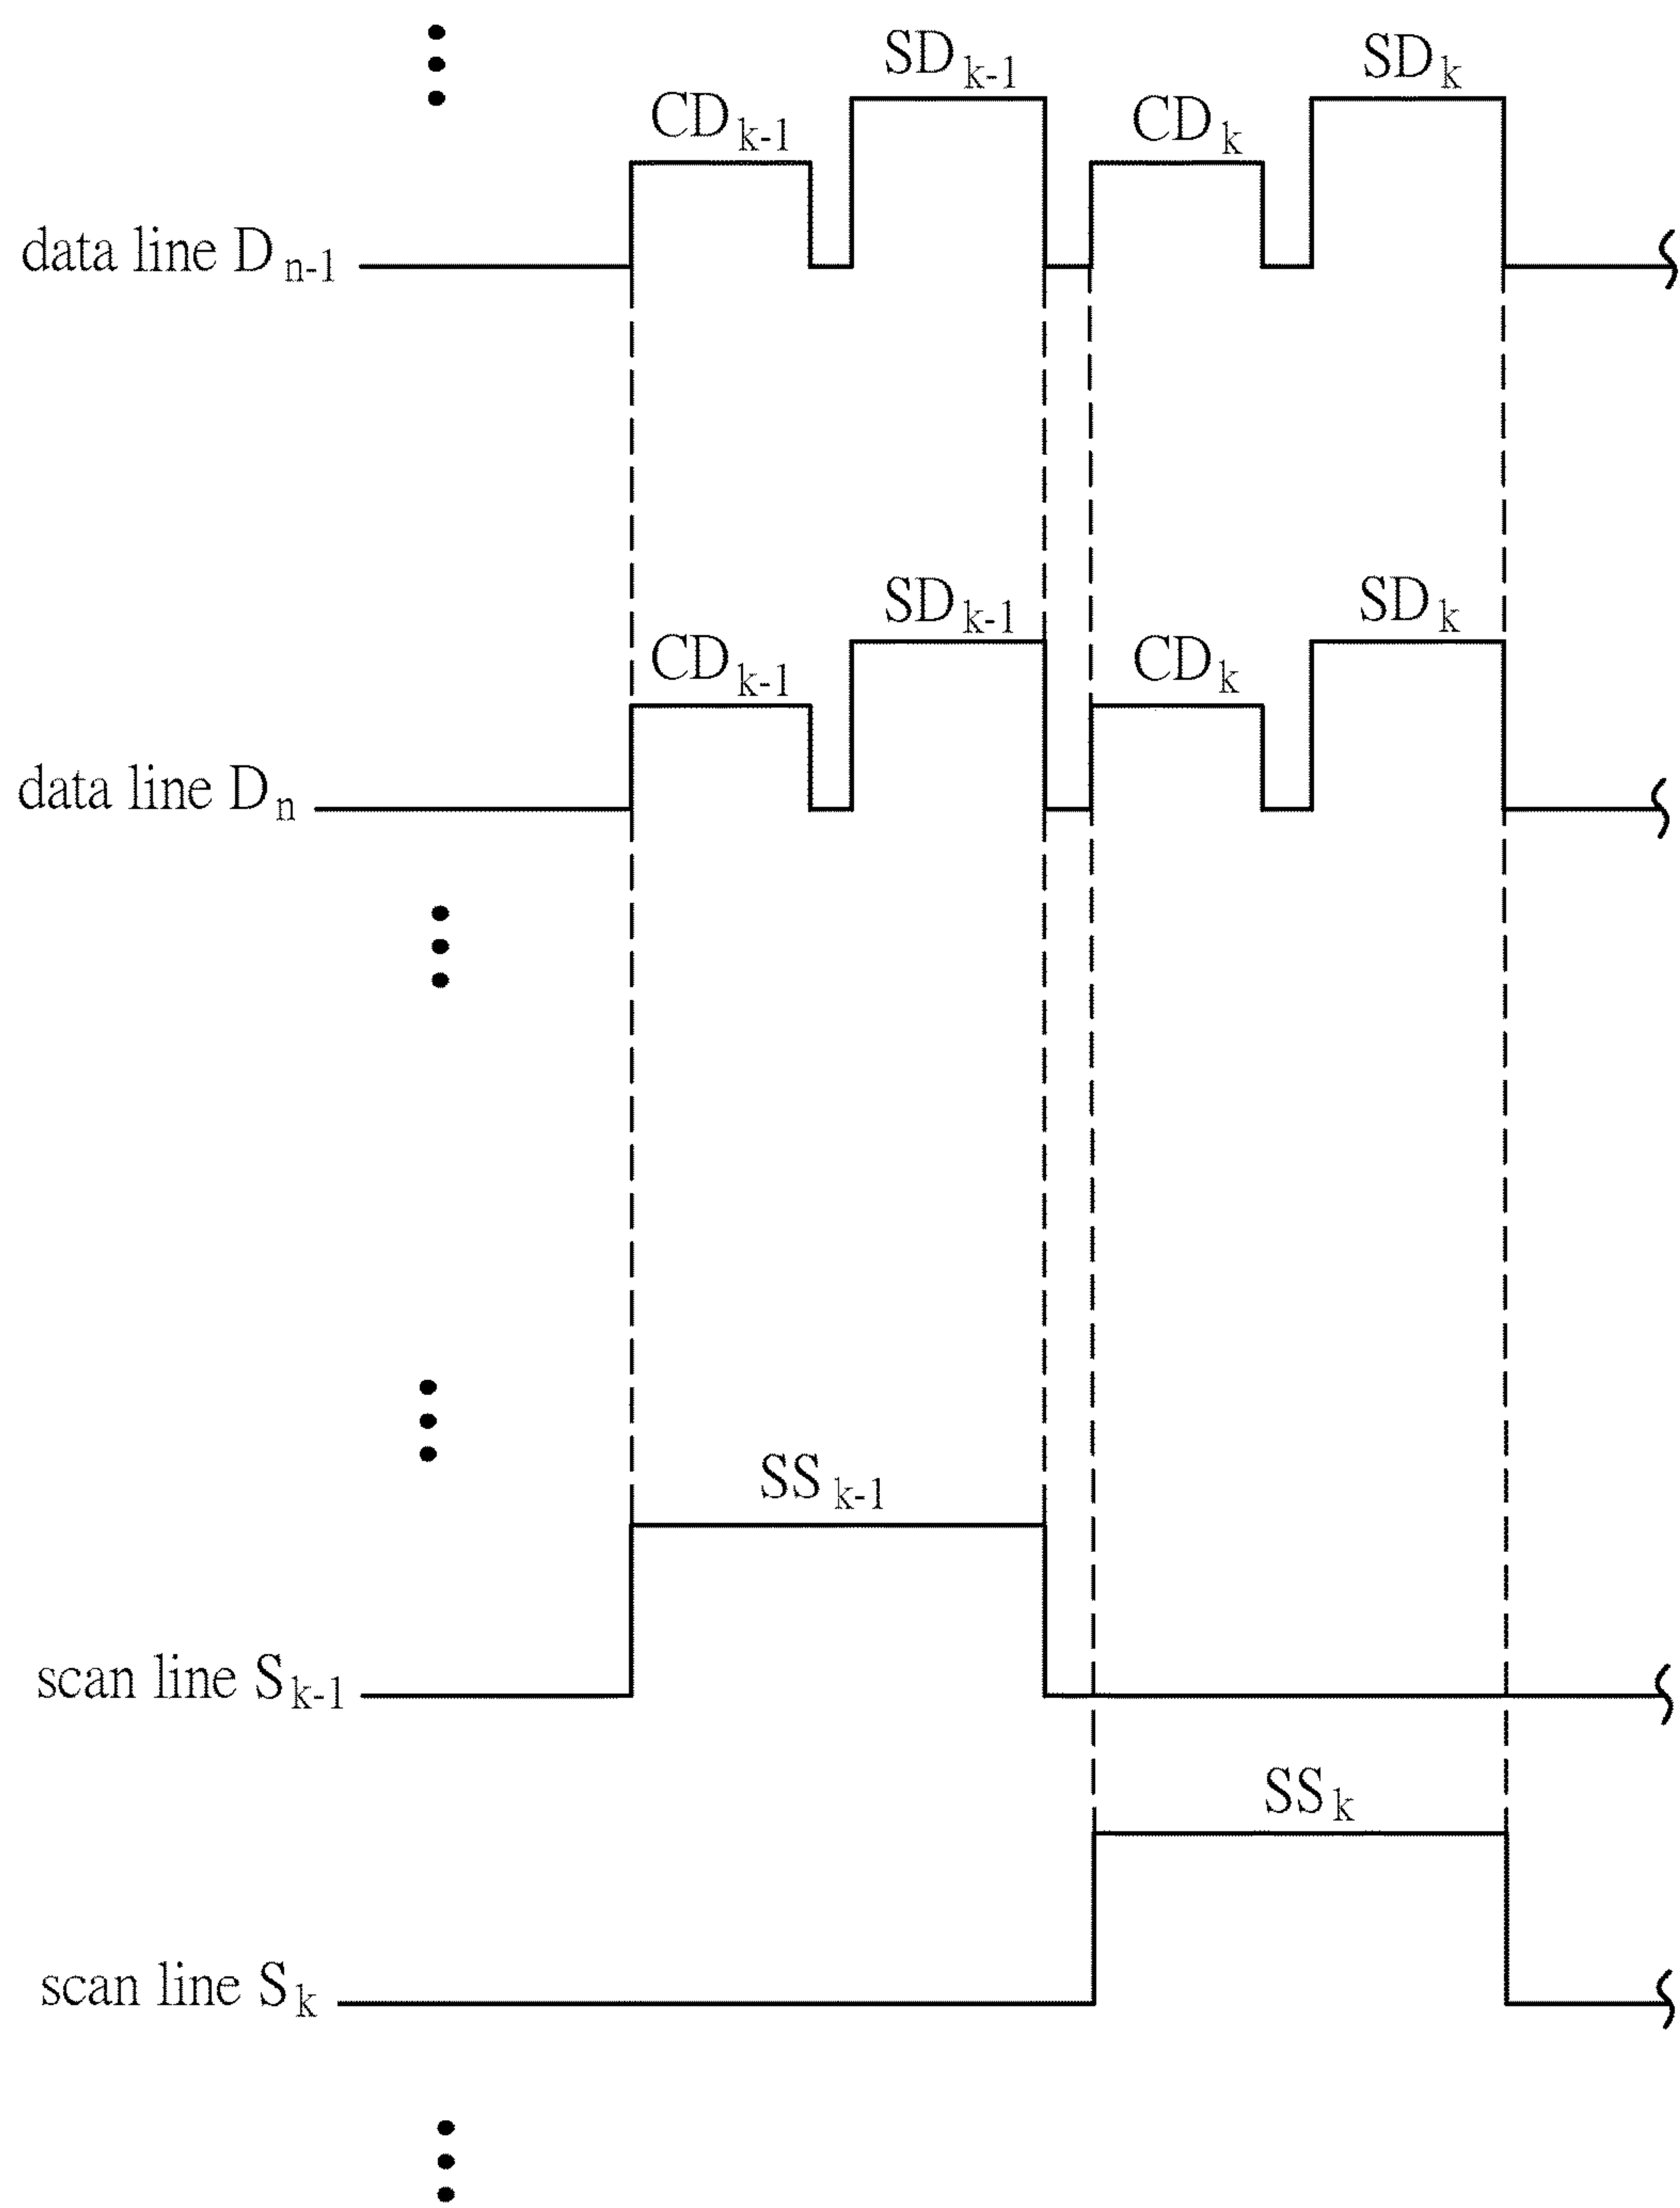 SD k-1 SD k
CD k-1 CD k
data line D n-1
SD k-1 SD k
CD k-1 CD k
data line D n
SS k-1
scan line S k-1
SS k
scan line S k